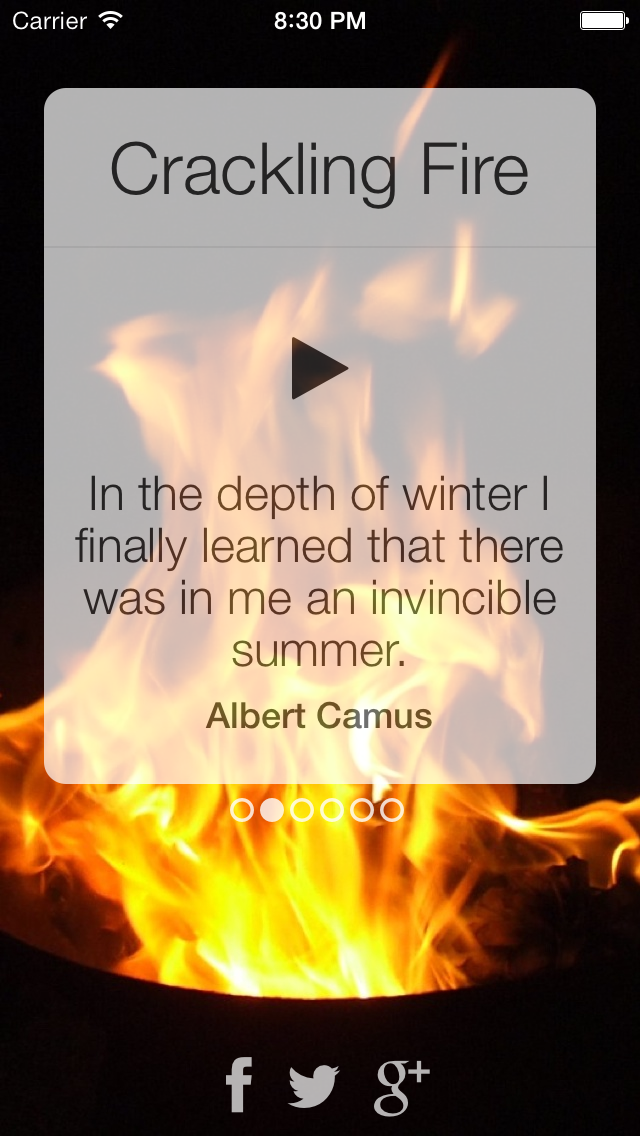 Carrier 8:30 PM
Crackling Fire
In the depth of winter I
finally learned that there
was in me an invincible
summer.
Albert Camus
f g+